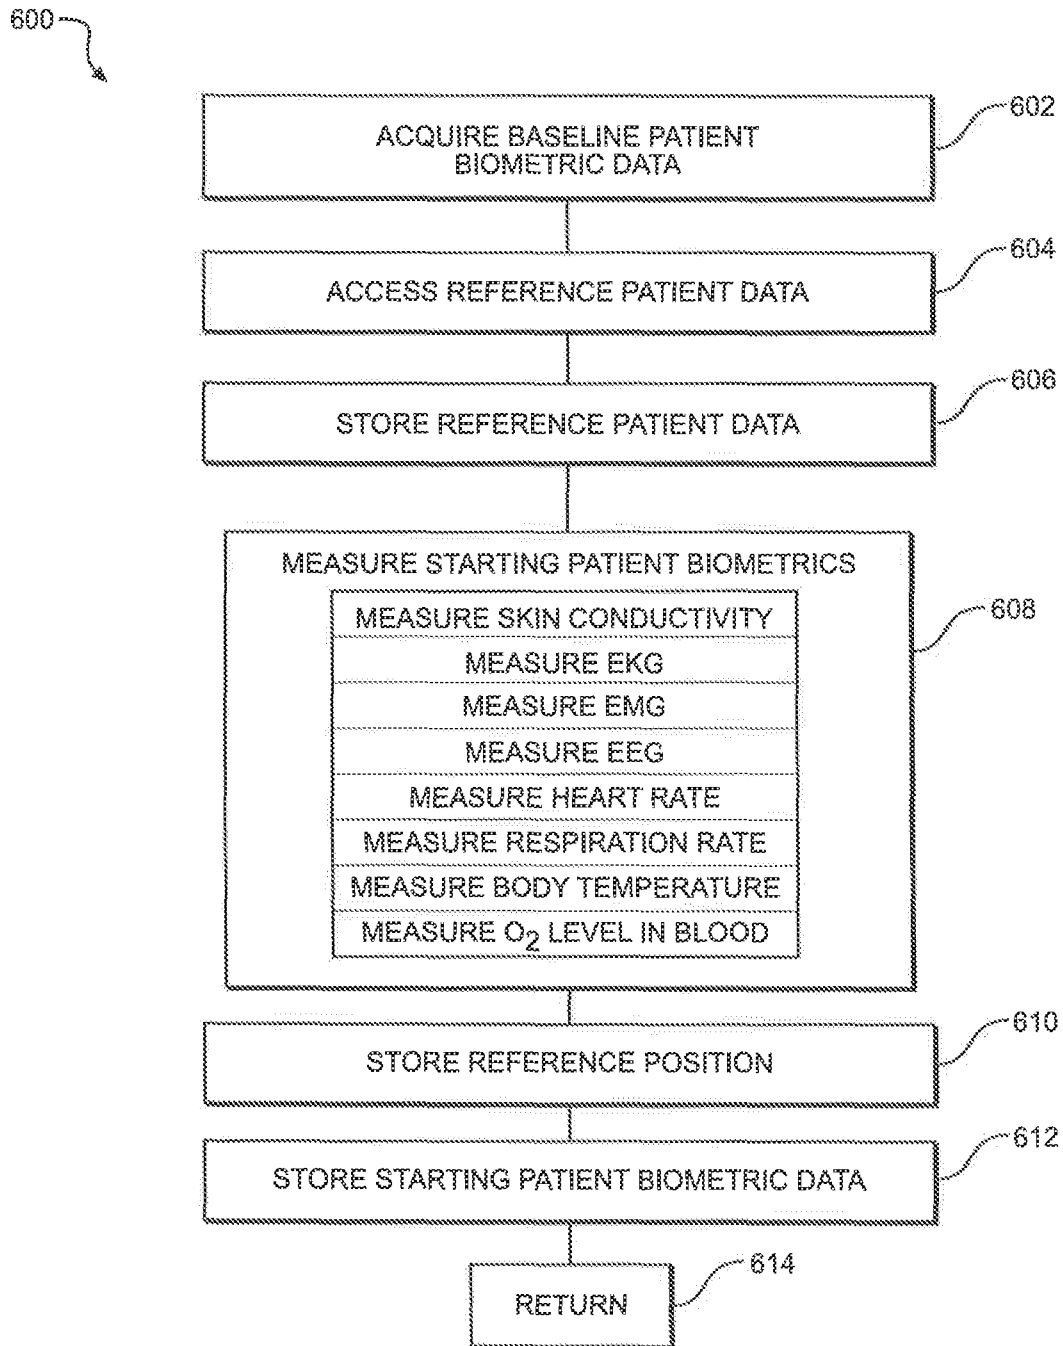 600
602
ACQUIRE BASELINE PATIENT
BIOMETRIC DATA
604
ACCESS REFERENCE PATIENT DATA
606
STORE REFERENCE PATIENT DATA
MEASURE STARTING PATIENT BIOMETRICS
608
MEASURE SKIN CONDUCTIVITY
MEASURE EKG
MEASURE EMG
MEASURE EEG
MEASURE HEART RATE
MEASURE RESPIRATION RATE
MEASURE BODY TEMPERATURE
MEASURE O2 LEVEL IN BLOOD
610
STORE REFERENCE POSITION
612
STORE STARTING PATIENT BIOMETRIC DATA
614
RETURN